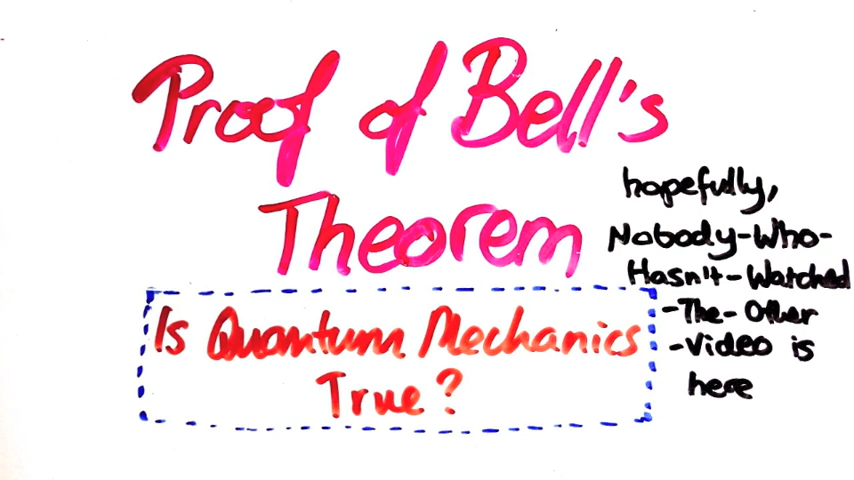 Proof of Bell's
Theorem
Is Quantum Mechanics
True?
hopefully,
Nobody-Who-
Hasn't-Watched
-The-Other
-Video is
here